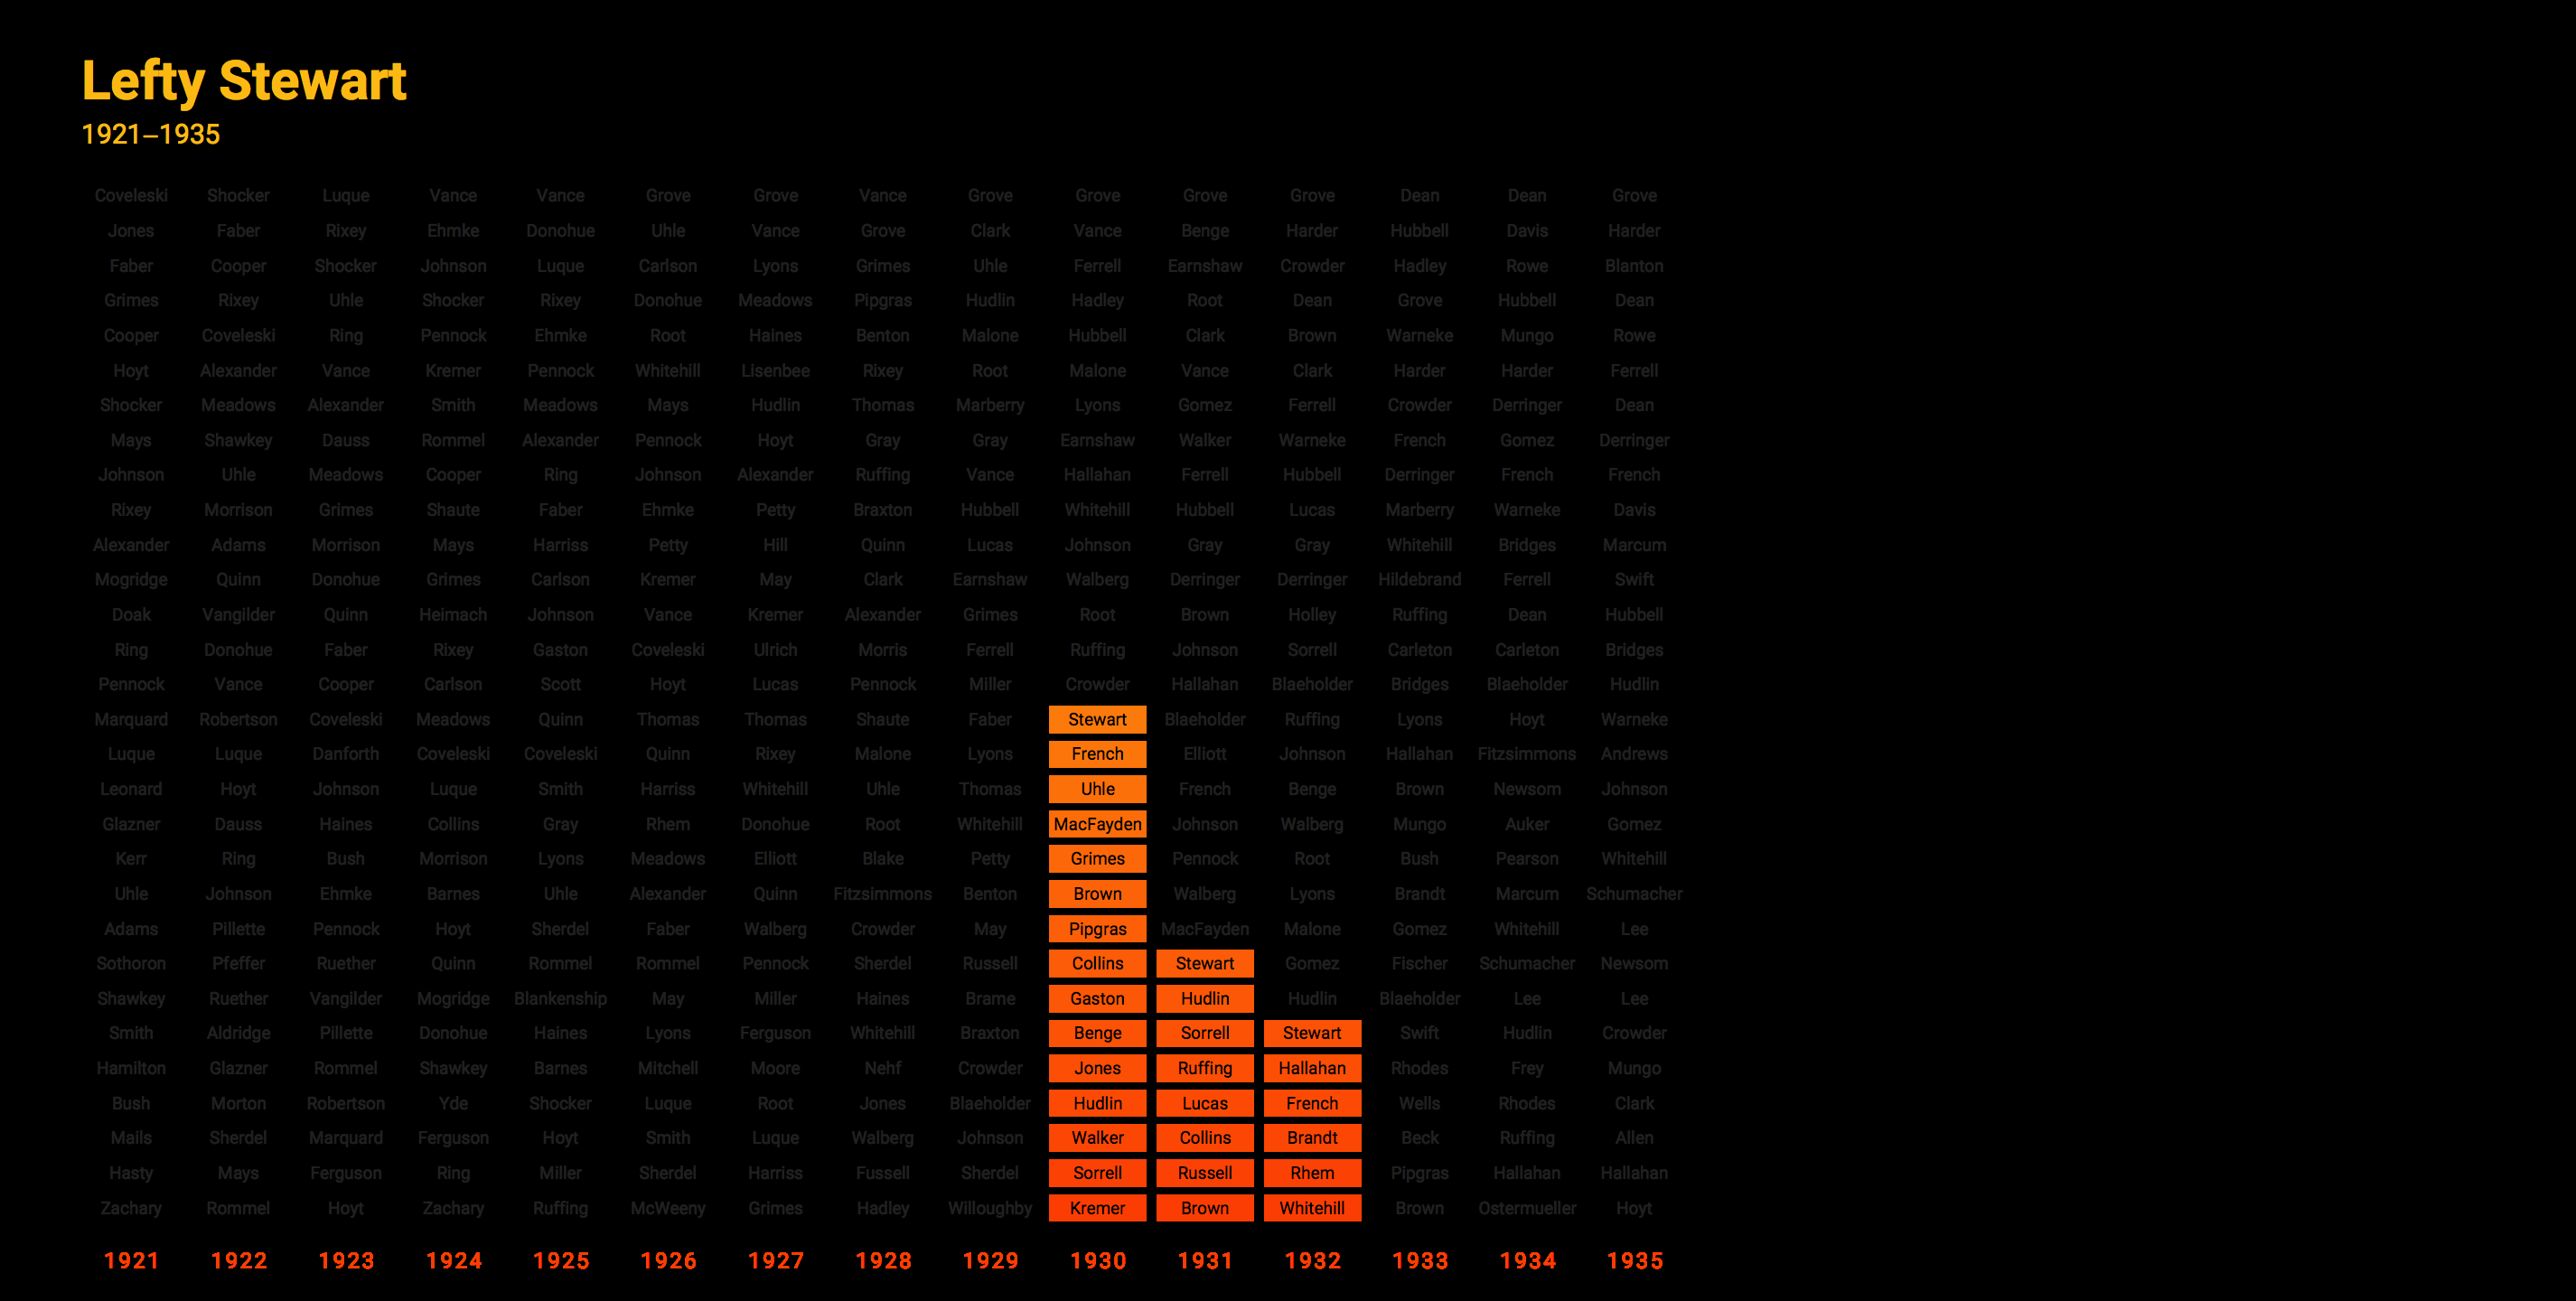 Lefty Stewart
1921–1935
Coveleski Shocker Luque Vance Vance Grove Grove Vance Grove Grove Grove Grove Dean Dean Grove
Jones Faber Rixey Ehmke Donohue Uhle Vance Grove Clark Vance Benge Harder Hubbell Davis Harder
Faber Cooper Shocker Johnson Luque Carlson Lyons Grimes Uhle Ferrell Earnshaw Crowder Hadley Rowe Blanton
Grimes Rixey Uhle Shocker Rixey Donohue Meadows Pipgras Hudlin Hadley Root Dean Grove Hubbell Dean
Cooper Coveleski Ring Pennock Ehmke Root Haines Benton Malone Hubbell Clark Brown Warneke Mungo Rowe
Hoyt Alexander Vance Kremer Pennock Whitehill Lisenbee Rixey Root Malone Vance Clark Harder Harder Ferrell
Shocker Meadows Alexander Smith Meadows Mays Hudlin Thomas Marberry Lyons Gomez Ferrell Crowder Derringer Dean
Mays Shawkey Dauss Rommel Alexander Pennock Hoyt Gray Gray Earnshaw Walker Warneke French Gomez Derringer
Johnson Uhle Meadows Cooper Ring Johnson Alexander Ruffing Vance Hallahan Ferrell Hubbell Derringer French French
Rixey Morrison Grimes Shaute Faber Ehmke Petty Braxton Hubbell Whitehill Hubbell Lucas Marberry Warneke Davis
Alexander Adams Morrison Mays Harriss Petty Hill Quinn Lucas Johnson Gray Gray Whitehill Bridges Marcum
Mogridge Quinn Donohue Grimes Carlson Kremer May Clark Earnshaw Walberg Derringer Derringer Hildebrand Ferrell Swift
Doak Vangilder Quinn Heimach Johnson Vance Kremer Alexander Grimes Root Brown Holley Ruffing Dean Hubbell
Ring Donohue Faber Rixey Gaston Coveleski Ulrich Morris Ferrell Ruffing Johnson Sorrell Carleton Carleton Bridges
Pennock Vance Cooper Carlson Scott Hoyt Lucas Pennock Miller Crowder Hallahan Blaeholder Bridges Blaeholder Hudlin
Marquard Robertson Coveleski Meadows Quinn Thomas Thomas Shaute Faber Stewart Blaeholder Ruffing Lyons Hoyt Warneke
Luque Luque Danforth Coveleski Coveleski Quinn Rixey Malone Lyons French Elliott Johnson Hallahan Fitzsimmons Andrews
Leonard Hoyt Johnson Luque Smith Harriss Whitehill Uhle Thomas Uhle French Benge Brown Newsom Johnson
Glazner Dauss Haines Collins Gray Rhem Donohue Root Whitehill MacFayden Johnson Walberg Mungo Auker Gomez
Kerr Ring Bush Morrison Lyons Meadows Elliott Blake Petty Grimes Pennock Root Bush Pearson Whitehill
Uhle Johnson Ehmke Barnes Uhle Alexander Quinn Fitzsimmons Benton Brown Walberg Lyons Brandt Marcum Schumacher
Adams Pillette Pennock Hoyt Sherdel Faber Walberg Crowder May Pipgras MacFayden Malone Gomez Whitehill Lee
Sothoron Pfeffer Ruether Quinn Rommel Rommel Pennock Sherdel Russell Collins Stewart Gomez Fischer Schumacher Newsom
Shawkey Ruether Vangilder Mogridge Blankenship May Miller Haines Brame Gaston Hudlin Hudlin Blaeholder Lee Lee
Smith Aldridge Pillette Donohue Haines Lyons Ferguson Whitehill Braxton Benge Sorrell Stewart Swift Hudlin Crowder
Hamilton Glazner Rommel Shawkey Barnes Mitchell Moore Nehf Crowder Jones Ruffing Hallahan Rhodes Frey Mungo
Bush Morton Robertson Yde Shocker Luque Root Jones Blaeholder Hudlin Lucas French Wells Rhodes Clark
Mails Sherdel Marquard Ferguson Hoyt Smith Luque Walberg Johnson Walker Collins Brandt Beck Ruffing Allen
Hasty Mays Ferguson Ring Miller Sherdel Harriss Fussell Sherdel Sorrell Russell Rhem Pipgras Hallahan Hallahan
Zachary Rommel Hoyt Zachary Ruffing McWeeny Grimes Hadley Willoughby Kremer Brown Whitehill Brown Ostermueller Hoyt
1921 1922 1923 1924 1925 1926 1927 1928 1929 1930 1931 1932 1933 1934 1935